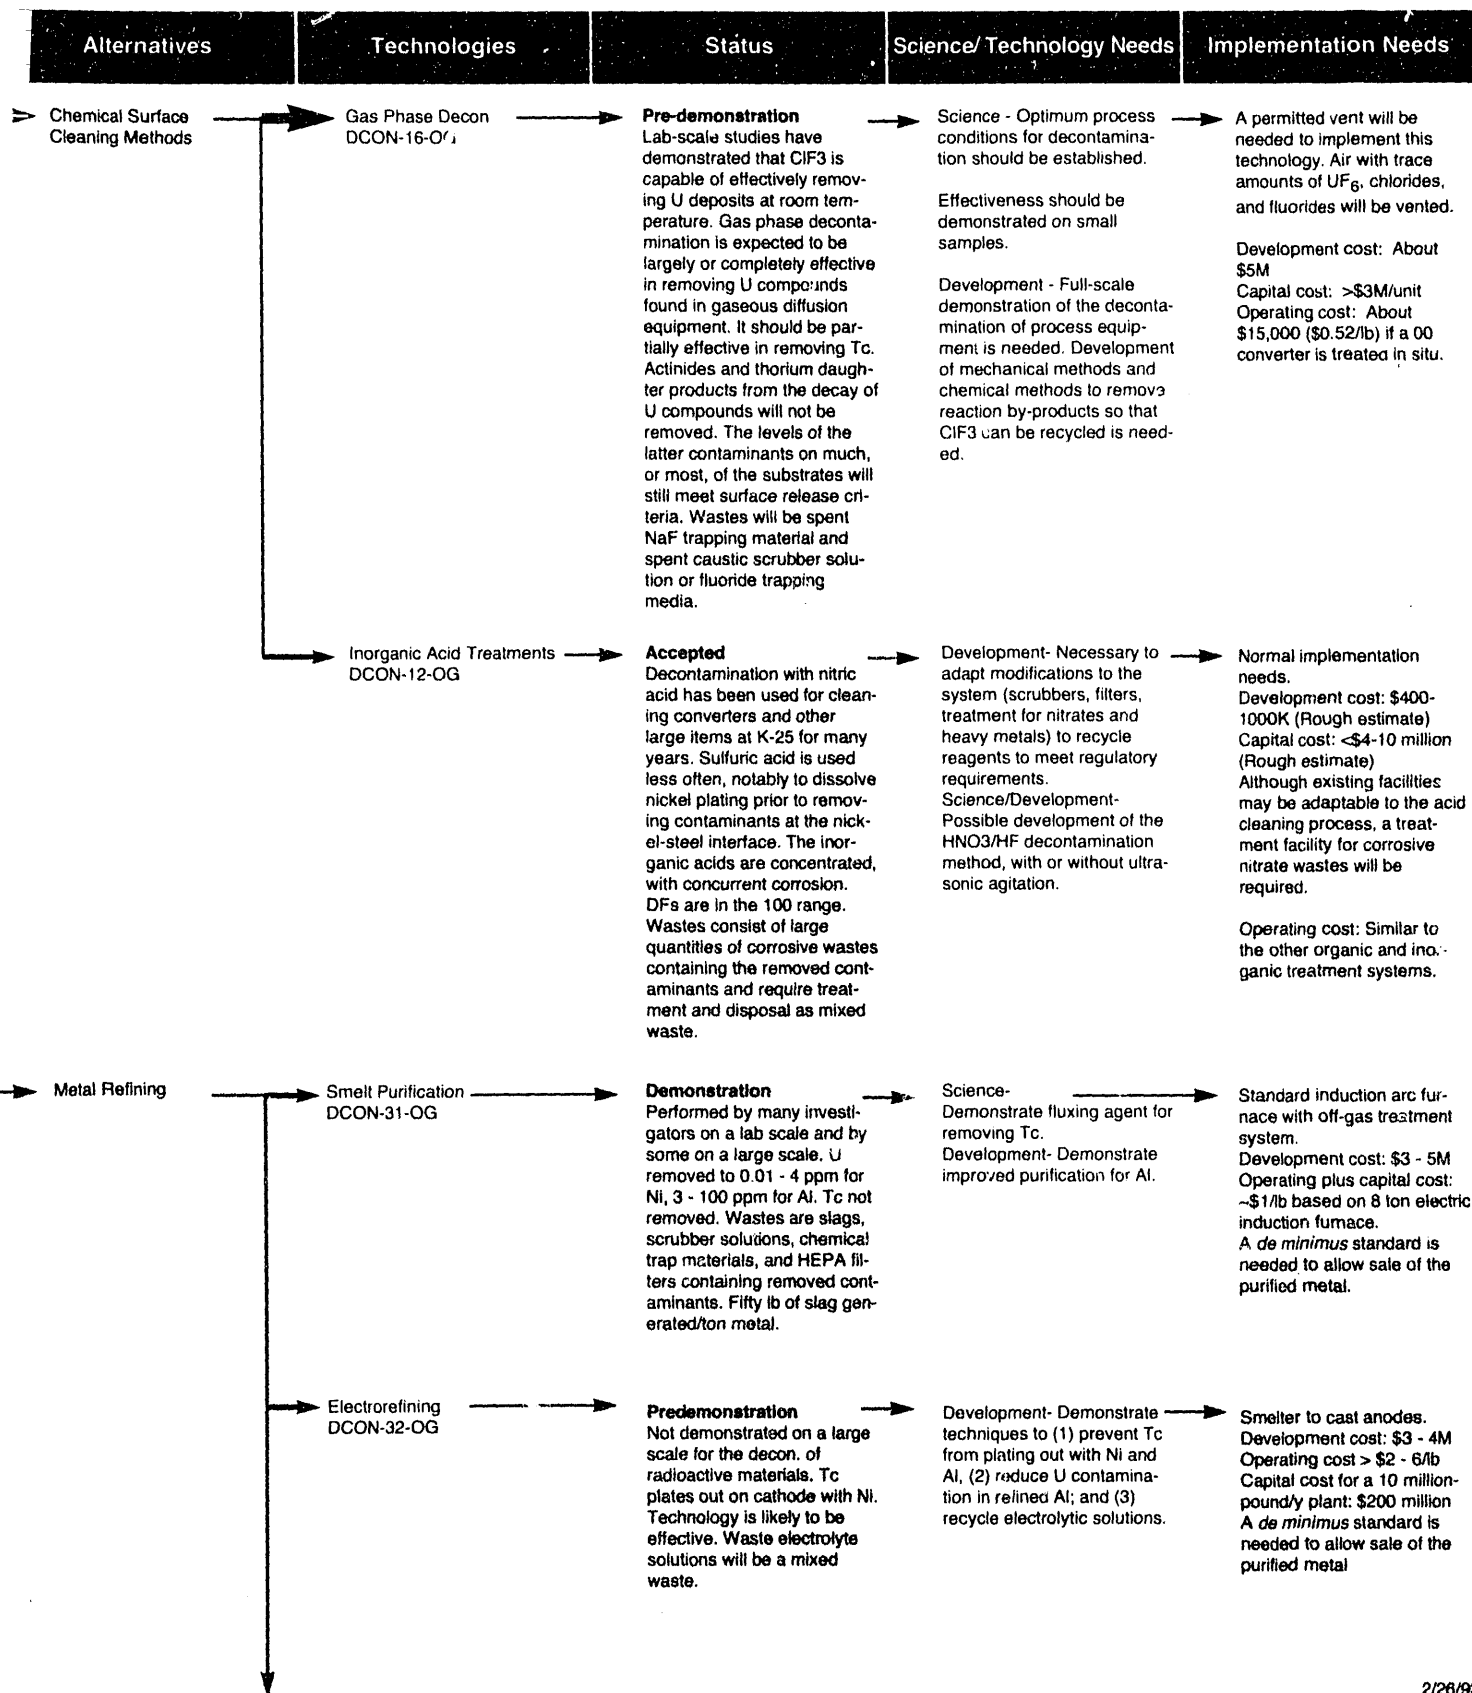 Alternatives
Technologies
Status
Science/ Technology Needs
Implementation Needs
Chemical Surface
Cleaning Methods
Gas Phase Decon
Pre-demonstration
Lab-scale studies have
demonstrated that ClF3 is
capable of effectively remov-
ing U deposits at room tem-
perature. Gas phase deconta-
mination is expected to be
largely or completely effective
in removing U compounds
found in gaseous diffusion
equipment. It should be par-
tially effective in removing Tc.
Actinides and thorium daugh-
ter products from the decay of
U compounds will not be
removed. The levels of the
latter contaminants on much,
or most, of the substrates will
still meet surface release cri-
teria. Wastes will be spent
NaF trapping material and
spent caustic scrubber solu-
tion or fluoride trapping
media.
Science - Optimum process
conditions for decontamina-
tion should be established.
Effectiveness should be
demonstrated on small
samples.
Development - Full-scale
demonstration of the deconta-
mination of process equip-
ment is needed. Development
of mechanical methods and
chemical methods to remove
reaction by-products so that
ClF3 can be recycled is need-
ed.
A permitted vent will be
needed to implement this
technology. Air with trace
amounts of UF6, chlorides,
and fluorides will be vented.
Development cost: About
$5M
Capital cost: >$3M/unit
Operating cost: About
$15,000 ($0.52/lb) if a 00
converter is treated in situ.
Inorganic Acid Treatments
DCON-12-OG
Accepted
Decontamination with nitric
acid has been used for clean-
ing converters and other
large items at K-25 for many
years. Sulfuric acid is used
less often, notably to dissolve
nickel plating prior to remov-
ing contaminants at the nick-
el-steel interface. The inor-
ganic acids are concentrated,
with concurrent corrosion.
DFs are in the 100 range.
Wastes consist of large
quantities of corrosive wastes
containing the removed cont-
aminants and require treat-
ment and disposal as mixed
waste.
Development- Necessary to
adapt modifications to the
system (scrubbers, filters,
treatment for nitrates and
heavy metals) to recycle
reagents to meet regulatory
requirements.
Science/Development-
Possible development of the
HNO3/HF decontamination
method, with or without ultra-
sonic agitation.
Normal implementation
needs.
Development cost: $400-
1000K (Rough estimate)
Capital cost: <$4-10 million
(Rough estimate)
Although existing facilities
may be adaptable to the acid
cleaning process, a treat-
ment facility for corrosive
nitrate wastes will be
required.
Operating cost: Similar to
the other organic and inor-
ganic treatment systems.
Metal Refining
Smelt Purification
DCON-31-OG
Demonstration
Performed by many investi-
gators on a lab scale and by
some on a large scale. U
removed to 0.01 - 4 ppm for
Ni, 3 - 100 ppm for Al. Tc not
removed. Wastes are slags,
scrubber solutions, chemical
trap materials, and HEPA fil-
ters containing removed cont-
aminants. Fifty lb of slag gen-
erated/ton metal.
Science-
Demonstrate fluxing agent for
removing Tc.
Development- Demonstrate
improved purification for Al.
Standard induction arc fur-
nace with off-gas treatment
system.
Development cost: $3 - 5M
Operating plus capital cost:
~$1/lb based on 8 ton electric
induction furnace.
A de minimus standard is
needed to allow sale of the
purified metal.
Electrorefining
DCON-32-OG
Predemonstration
Not demonstrated on a large
scale for the decon. of
radioactive materials. Tc
plates out on cathode with Ni.
Technology is likely to be
effective. Waste electrolyte
solutions will be a mixed
waste.
Development- Demonstrate
techniques to (1) prevent Tc
from plating out with Ni and
Al, (2) reduce U contamina-
tion in refined Al; and (3)
recycle electrolytic solutions.
Smelter to cast anodes.
Development cost: $3 - 4M
Operating cost > $2 - 6/lb
Capital cost for a 10 million-
pound/y plant: $200 million
A de minimus standard is
needed to allow sale of the
purified metal